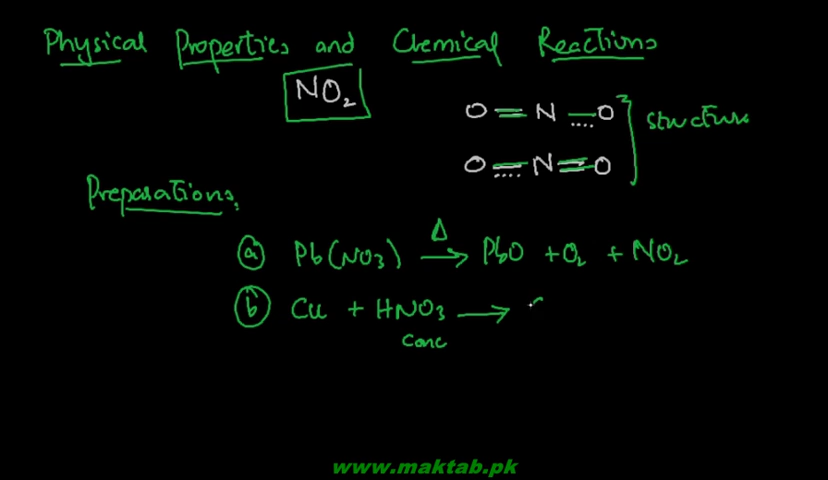 Physical Properties and Chemical Reactions
NO₂
O = N — O
O = N = O
structure
Preparations:
(a) Pb(NO₃) —Δ→ PbO + O₂ + NO₂
(b) Cu + HNO₃ →
conc
www.maktab.pk